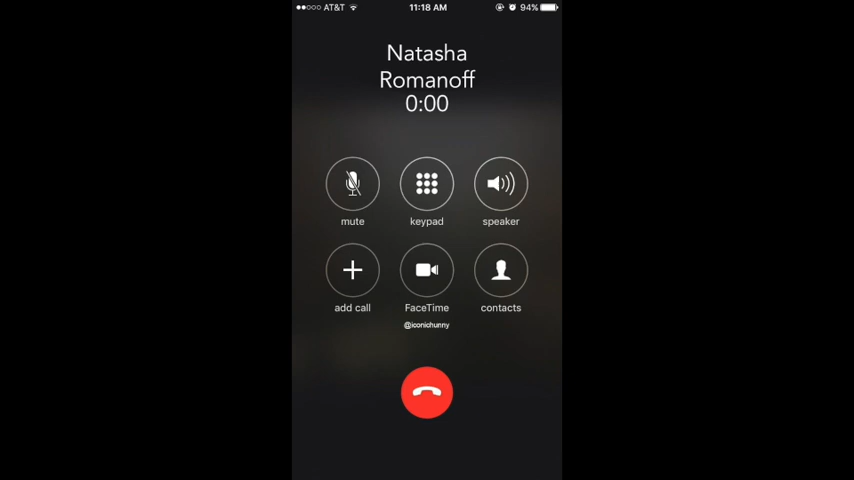 AT&T 11:18 AM 94%
Natasha
Romanoff
0:00
mute keypad speaker
add call FaceTime contacts
@iconichunny